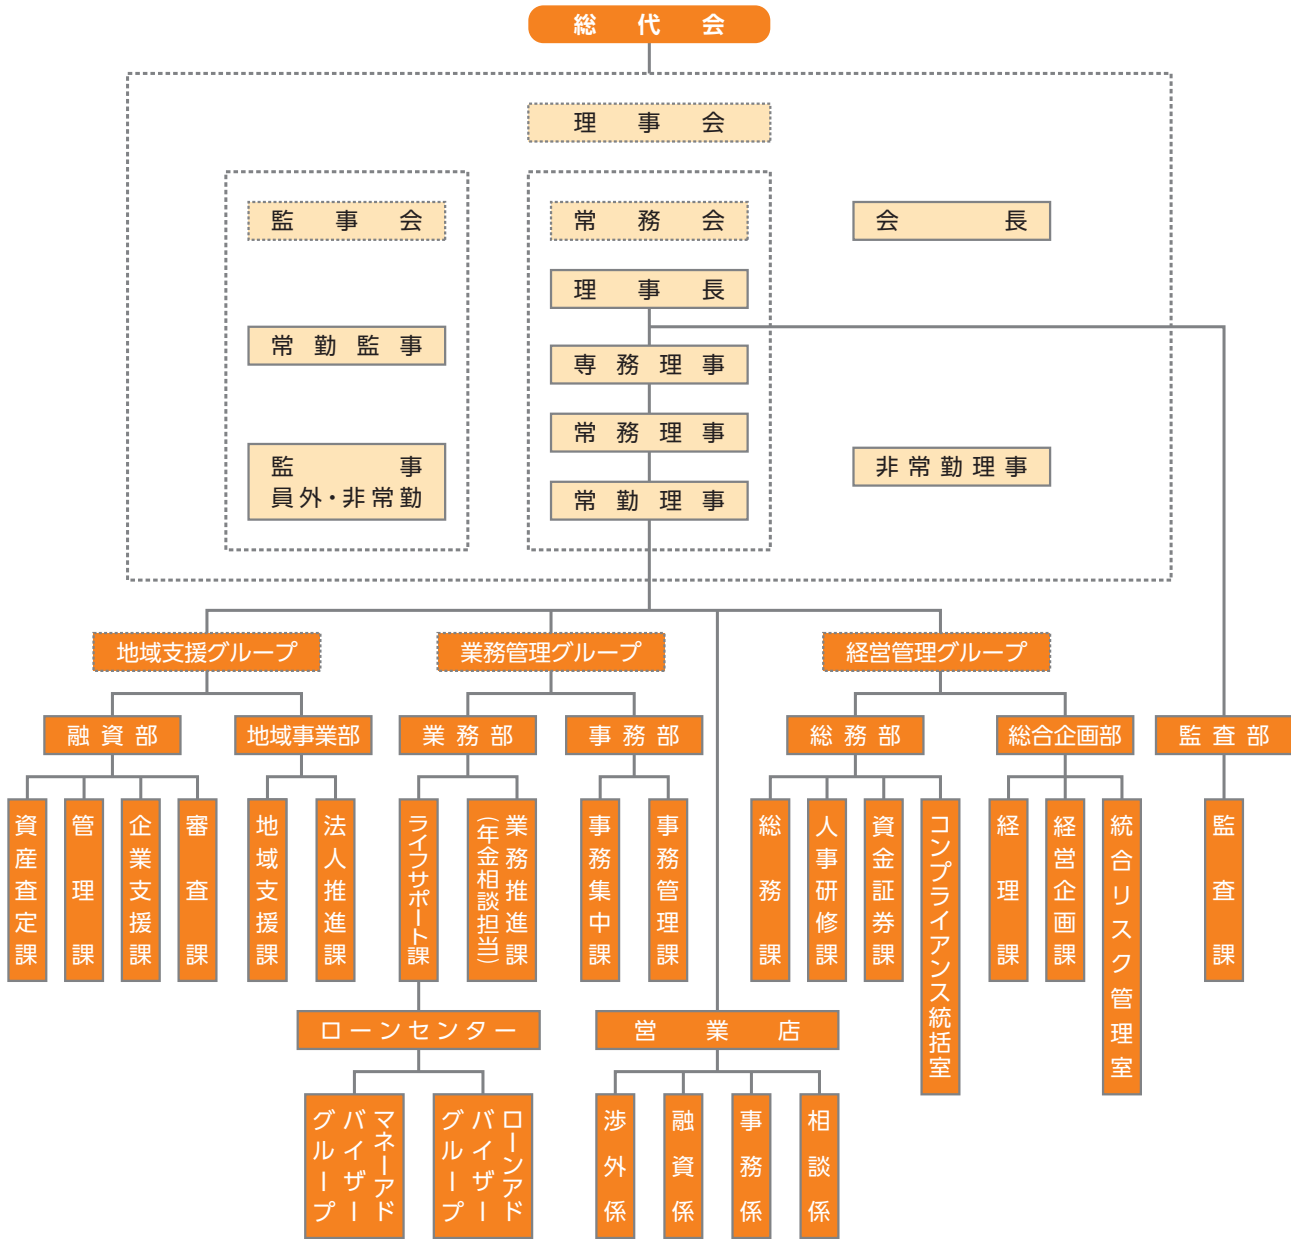 総代会
理事会
監事会
常務会
会長
理事長
常勤監事
専務理事
常務理事
監事
員外・非常勤
非常勤理事
常勤理事
地域支援グループ
業務管理グループ
経営管理グループ
融資部
地域事業部
業務部
事務部
総務部
総合企画部
監査部
資産査定課
管理課
企業支援課
審査課
地域支援課
法人推進課
ライフサポート課
業務推進課
（年金相談担当）
事務集中課
事務管理課
総務課
人事研修課
資金証券課
コンプライアンス統括室
経理課
経営企画課
統合リスク管理室
監査課
ローンセンター
営業店
マネーアド
バイザー
グループ
ローンアド
バイザー
グループ
渉外係
融資係
事務係
相談係